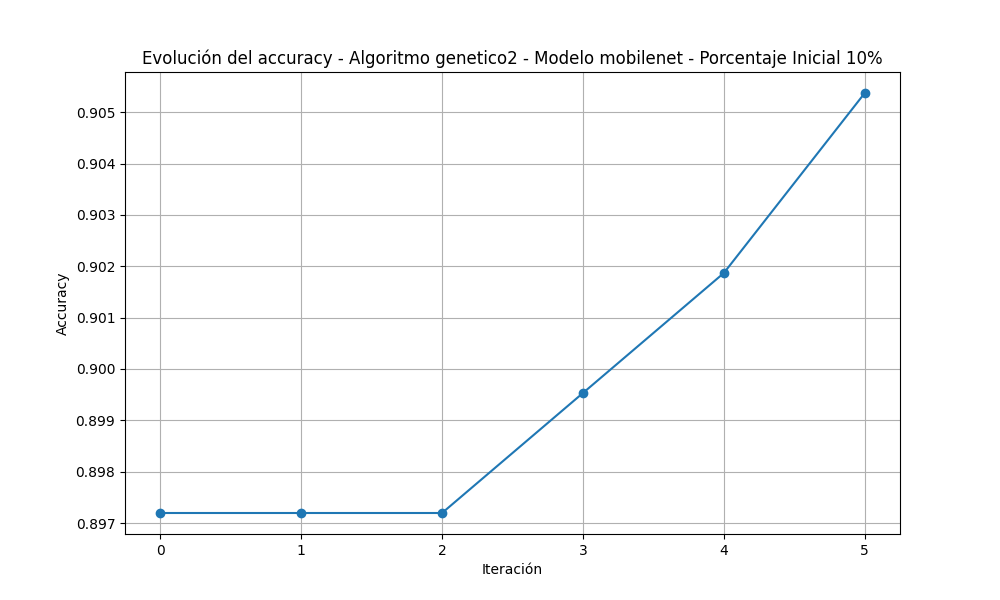 Evolución del accuracy - Algoritmo genetico2 - Modelo mobilenet - Porcentaje Inicial 10%
0.905
0.904
0.903
0.902
0.901
0.900
0.899
0.898
0.897
Accuracy
0 1 2 3 4 5
Iteración